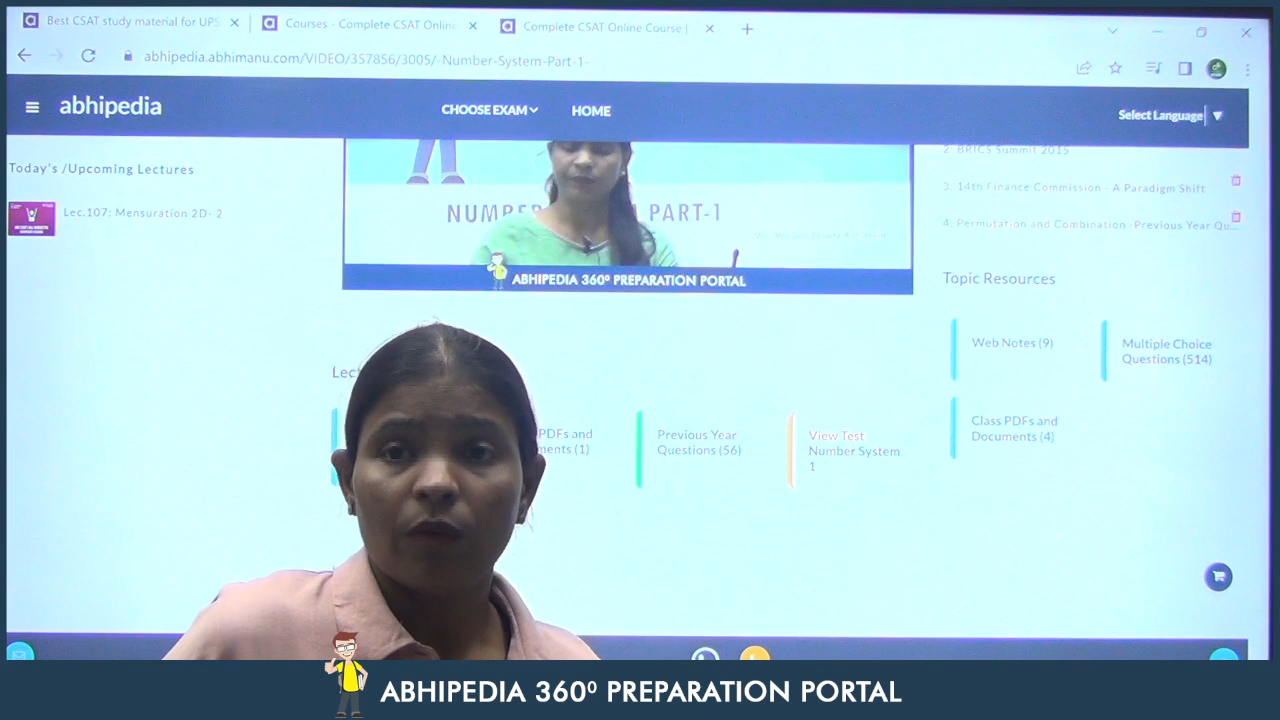 Best CSAT study material for UPS
Courses - Complete CSAT Online
Complete CSAT Online Course |
abhipedia.abhimanu.com/VIDEO/357856/3005/-Number-System-Part-1-
abhipedia
CHOOSE EXAM
HOME
Select Language
Today's /Upcoming Lectures
Lec.107: Mensuration 2D- 2
PART-1
ABHIPEDIA 360⁰ PREPARATION PORTAL
2. BRICS Summit 2015
3. 14th Finance Commission - A Paradigm Shift
4. Permutation and Combination -Previous Year Qu...
Topic Resources
Web Notes (9)
Multiple Choice
Questions (514)
Class PDFs and
Documents (4)
PDFs and
Previous Year
Questions (56)
View Test
Number System
1
ABHIPEDIA 360⁰ PREPARATION PORTAL